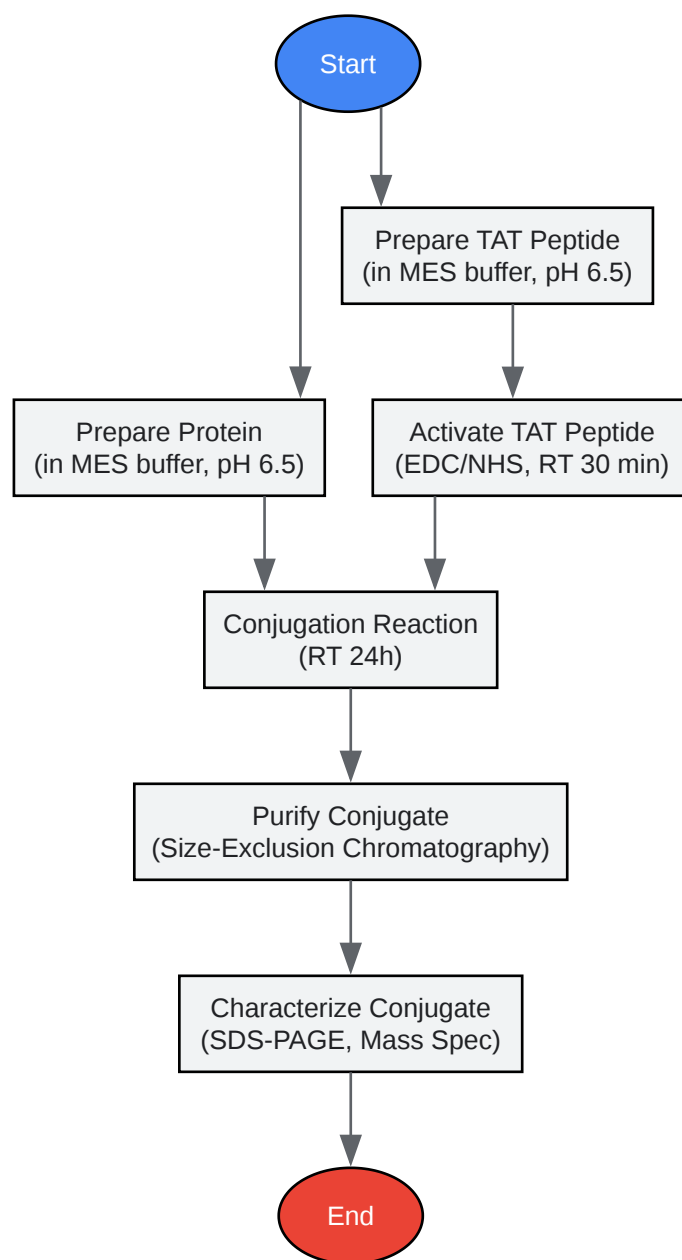 Start
Prepare TAT Peptide
(in MES buffer, pH 6.5)
Prepare Protein
(in MES buffer, pH 6.5)
Activate TAT Peptide
(EDC/NHS, RT 30 min)
Conjugation Reaction
(RT 24h)
Purify Conjugate
(Size-Exclusion Chromatography)
Characterize Conjugate
(SDS-PAGE, Mass Spec)
End